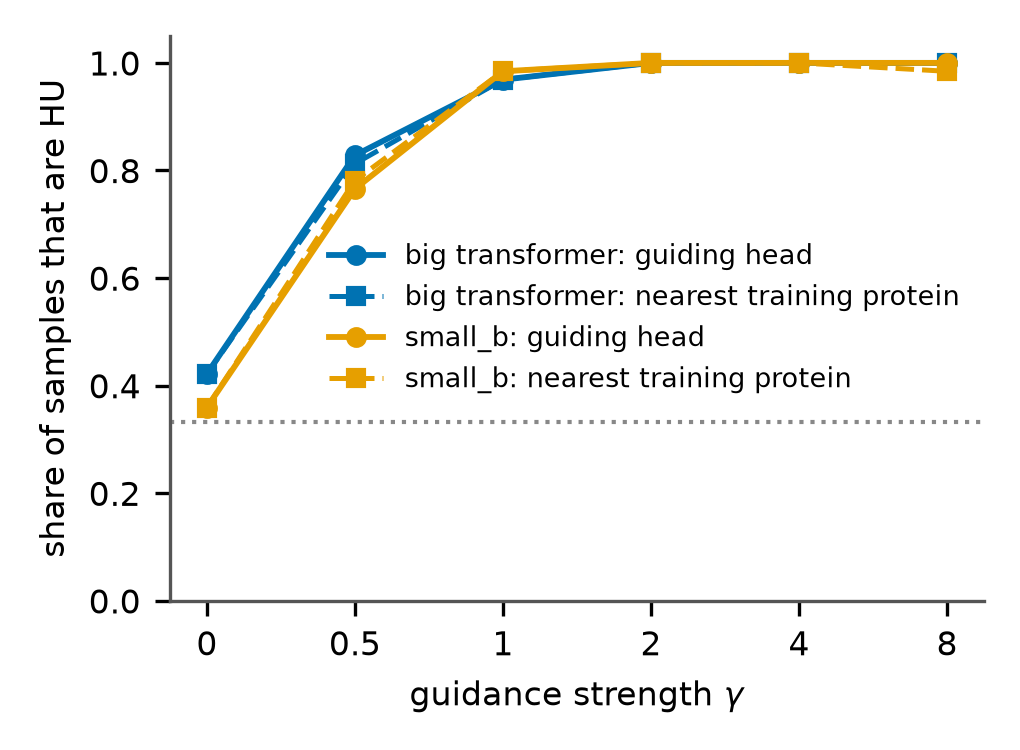 share of samples that are HU
1.0
0.8
0.6
0.4
0.2
0.0
big transformer: guiding head
big transformer: nearest training protein
small_b: guiding head
small_b: nearest training protein
0 0.5 1 2 4 8
guidance strength γ